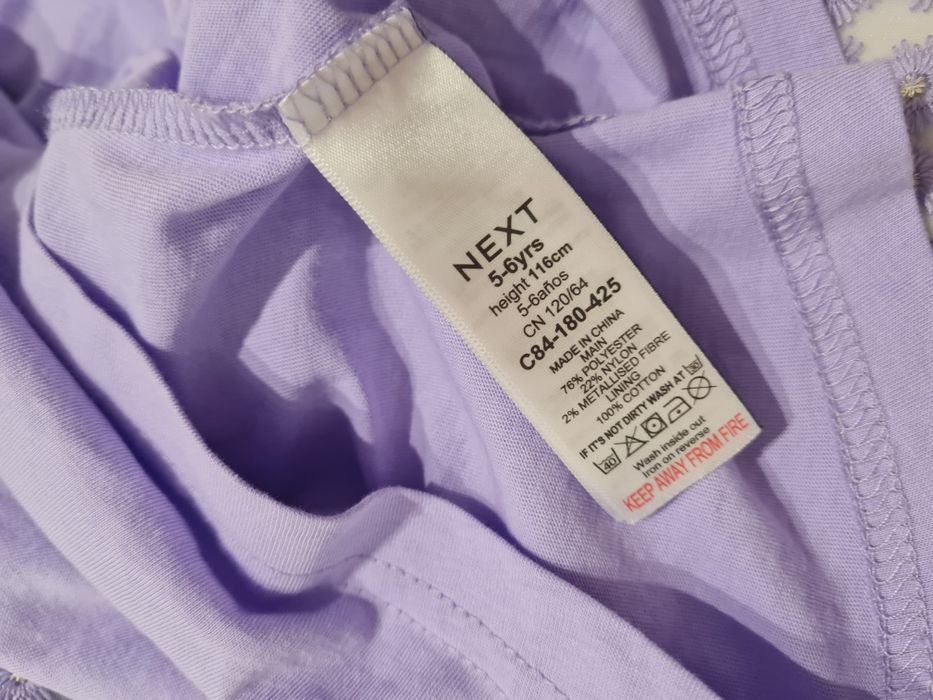 NEXT
5-6yrs
height 116cm
5-6años
CN 120/64
C84-180-425
MADE IN CHINA
MAIN
76% POLYESTER
22% NYLON
2% METALLISED FIBRE
LINING
100% COTTON
IF IT'S NOT DIRTY WASH AT 30
40
Wash inside out
Iron on reverse
KEEP AWAY FROM FIRE